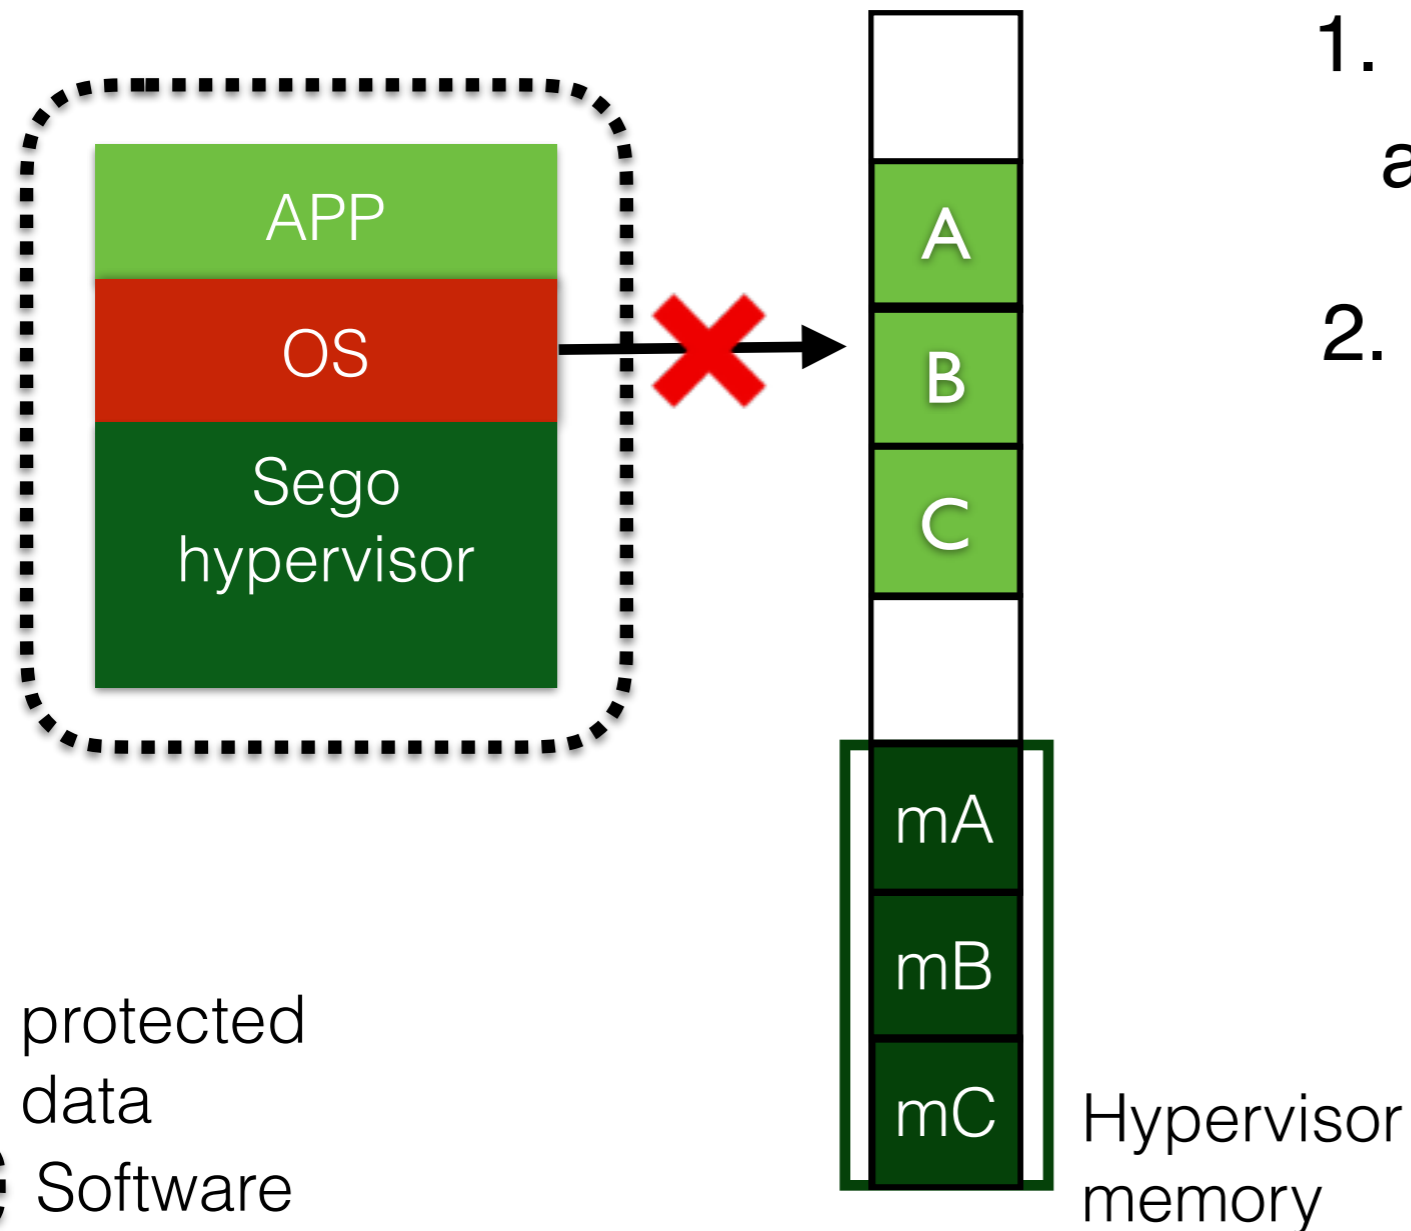 1.
a
2.
APP
OS
Sego
hypervisor
A
B
C
mA
mB
mC
protected
data
Software
Hypervisor
memory